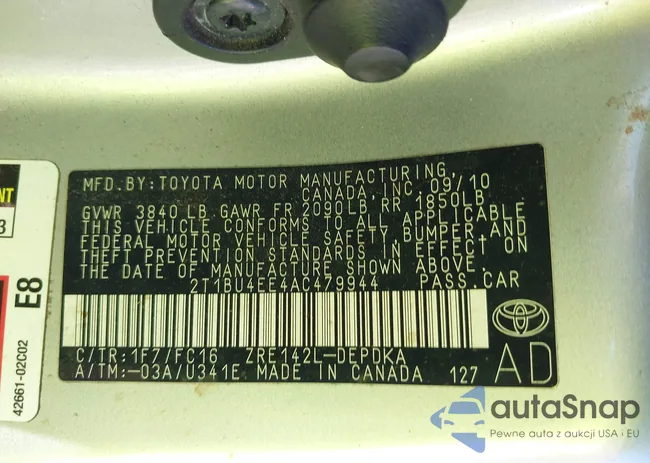 MFD.BY:TOYOTA MOTOR MANUFACTURING,
CANADA, INC. 09/10
GVWR 3840 LB GAWR FR 2090LB RR 1850LB
THIS VEHICLE CONFORMS TO ALL APPLICABLE
FEDERAL MOTOR VEHICLE SAFETY, BUMPER AND
THEFT PREVENTION STANDARDS IN EFFECT ON
THE DATE OF MANUFACTURE SHOWN ABOVE.
2T1BU4EE4AC479944 PASS.CAR
C/TR:1F7/FC16 ZRE142L-DEPDKA
A/TM:-03A/U341E MADE IN CANADA 127
AD
3
E8
42661-02C02
autaSnap
Pewne auta z aukcji USA i EU